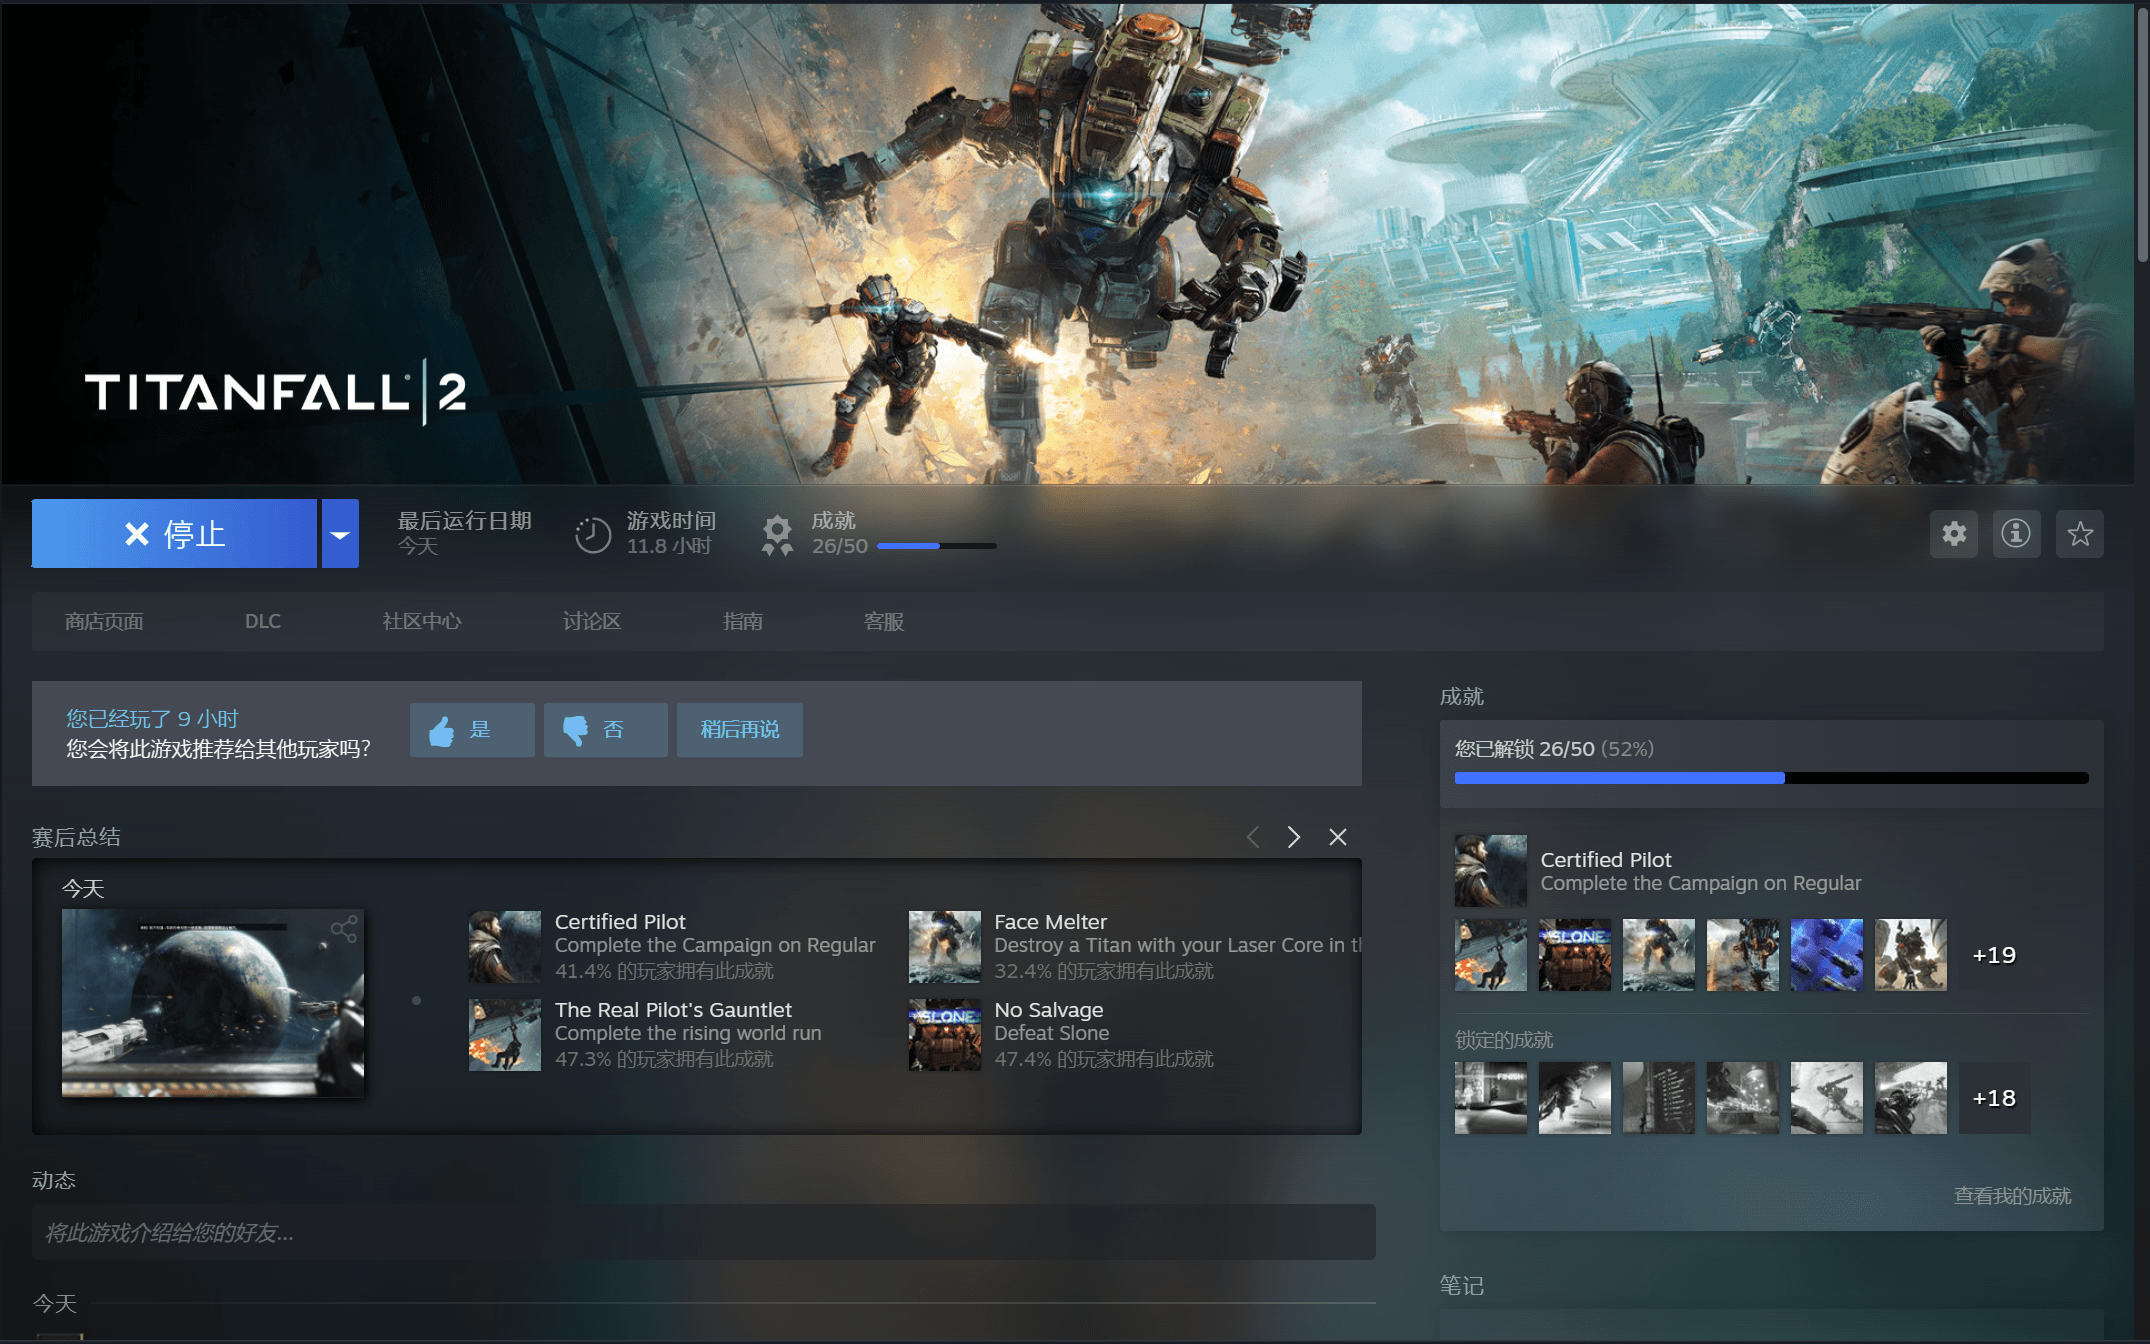 TITANFALL 2
停止
最后运行日期
今天
游戏时间
11.8 小时
成就
26/50
商店页面
DLC
社区中心
讨论区
指南
客服
您已经玩了 9 小时
您会将此游戏推荐给其他玩家吗?
是
否
稍后再说
赛后总结
今天
Certified Pilot
Complete the Campaign on Regular
41.4% 的玩家拥有此成就
Face Melter
Destroy a Titan with your Laser Core in
32.4% 的玩家拥有此成就
The Real Pilot's Gauntlet
Complete the rising world run
47.3% 的玩家拥有此成就
SLONE
No Salvage
Defeat Slone
47.4% 的玩家拥有此成就
动态
将此游戏介绍给您的好友...
今天
成就
您已解锁 26/50 (52%)
Certified Pilot
Complete the Campaign on Regular
SLONE
+19
锁定的成就
FINISH
+18
查看我的成就
笔记